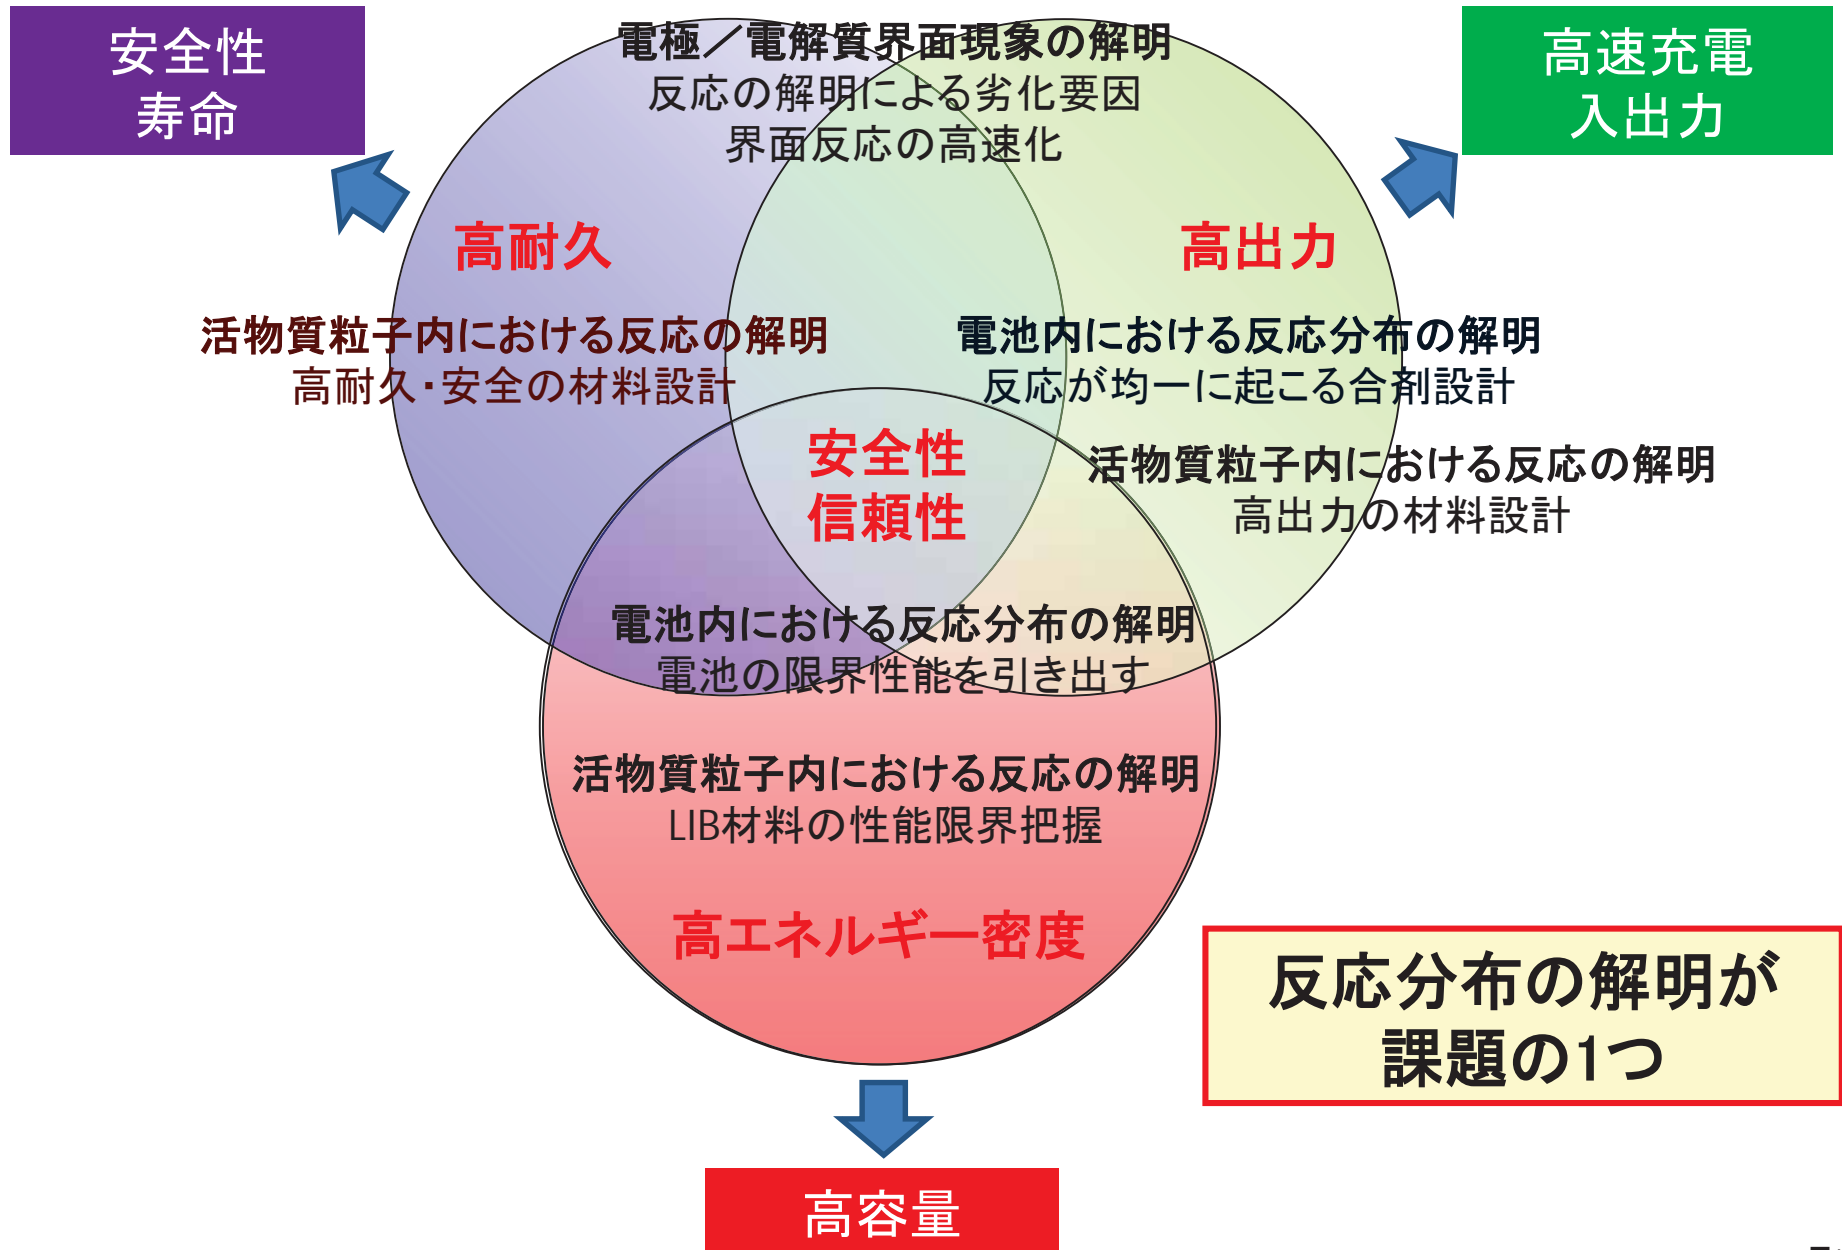 安全性
寿命
電極／電解質界面現象の解明
反応の解明による劣化要因
界面反応の高速化
高速充電
入出力
高耐久
高出力
活物質粒子内における反応の解明
高耐久・安全の材料設計
電池内における反応分布の解明
反応が均一に起こる合剤設計
安全性
信頼性
活物質粒子内における反応の解明
高出力の材料設計
電池内における反応分布の解明
電池の限界性能を引き出す
活物質粒子内における反応の解明
LIB材料の性能限界把握
高エネルギー密度
反応分布の解明が
課題の1つ
高容量